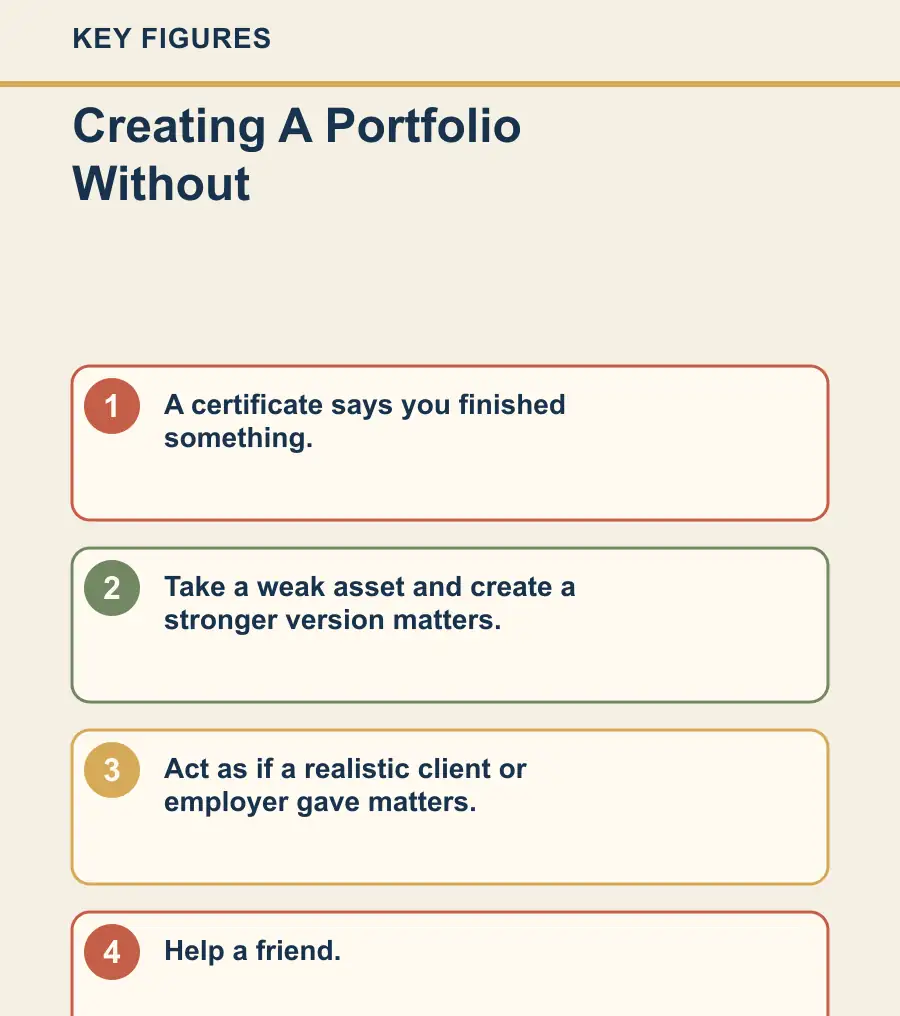 KEY FIGURES
Creating A Portfolio
Without
1
A certificate says you finished
something.
2
Take a weak asset and create a
stronger version matters.
3
Act as if a realistic client or
employer gave matters.
4
Help a friend.